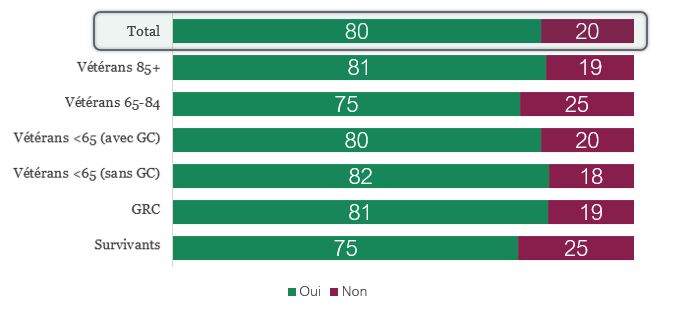 Total 80 20
Vétérans 85+ 81 19
Vétérans 65-84 75 25
Vétérans <65 (avec GC) 80 20
Vétérans <65 (sans GC) 82 18
GRC 81 19
Survivants 75 25
Oui Non